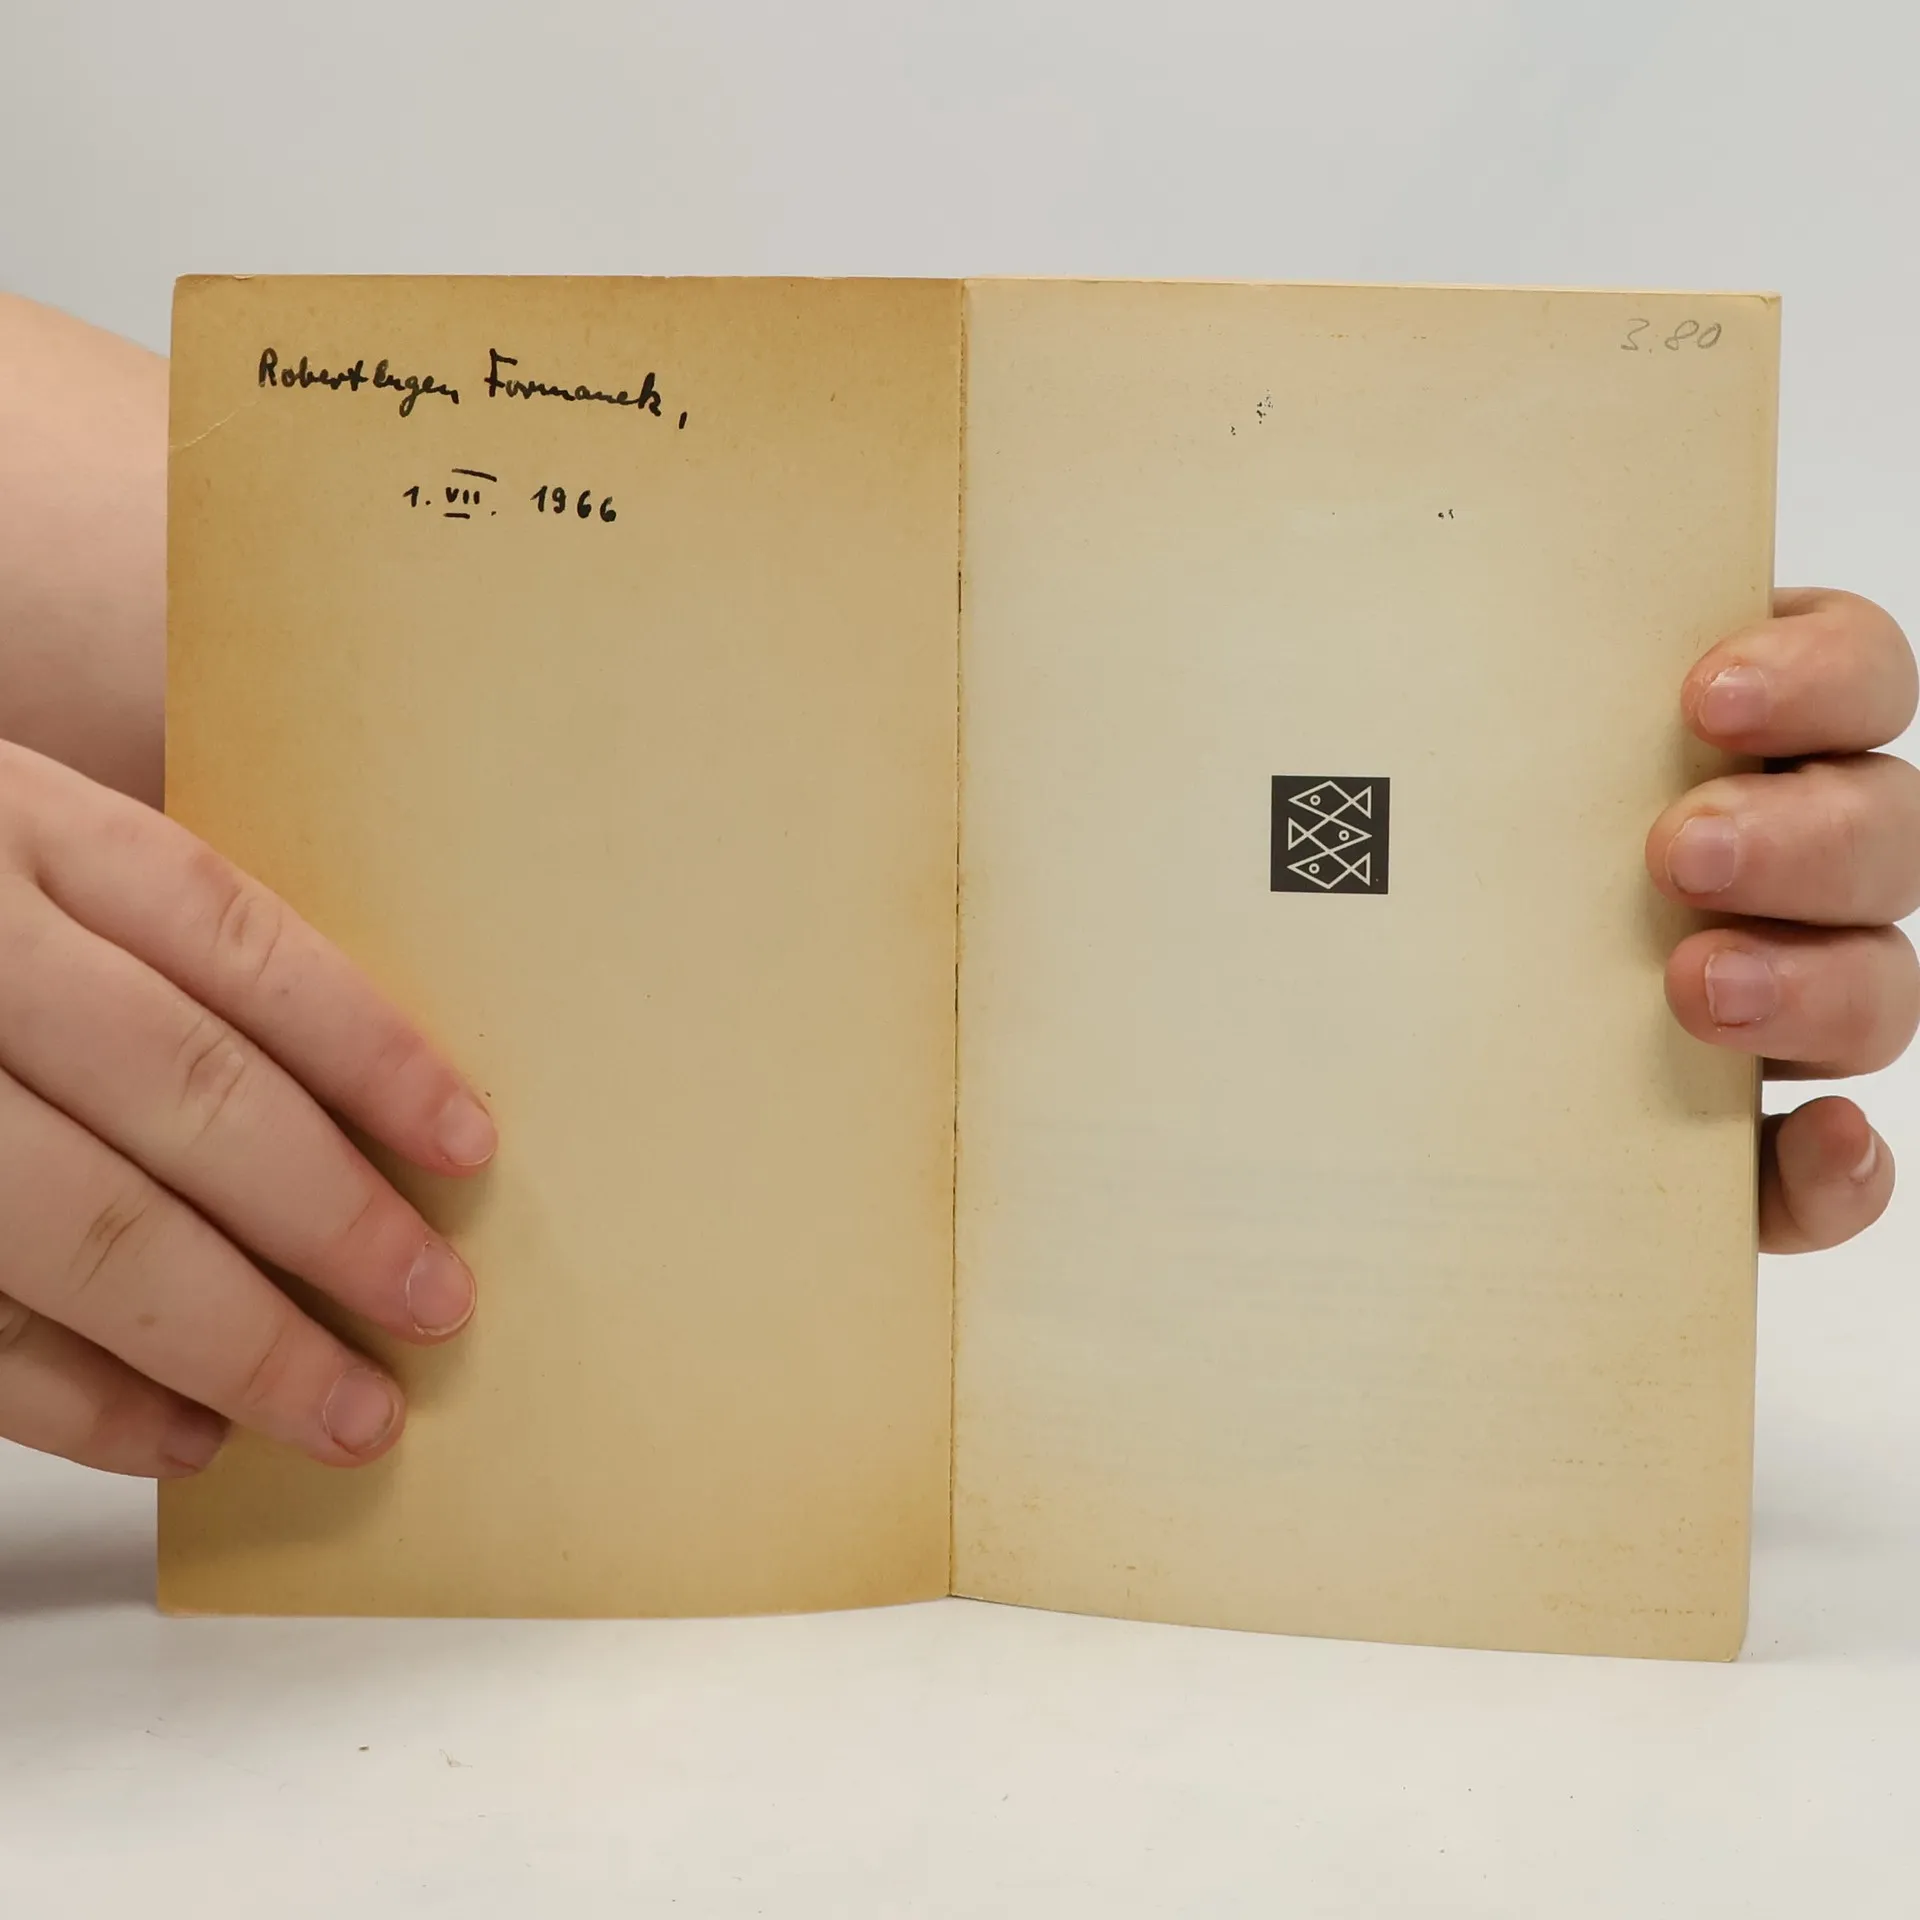 Robert Eugen Formanek,
1. VII. 1966
3.80